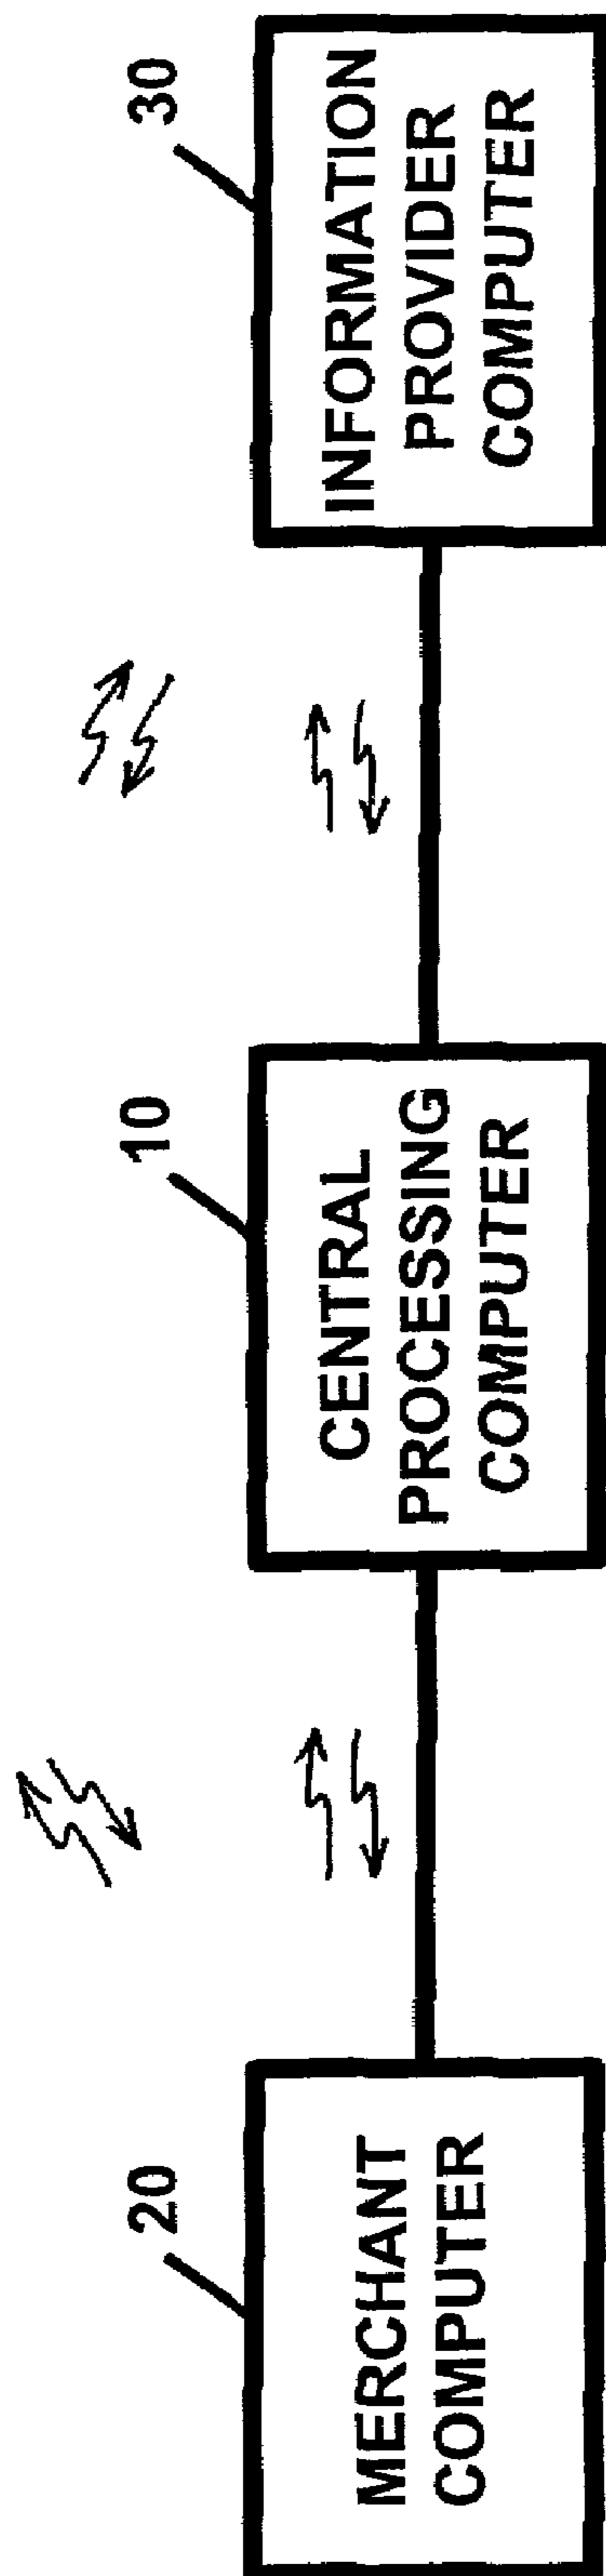 20
MERCHANT
COMPUTER
10
CENTRAL
PROCESSING
COMPUTER
30
INFORMATION
PROVIDER
COMPUTER